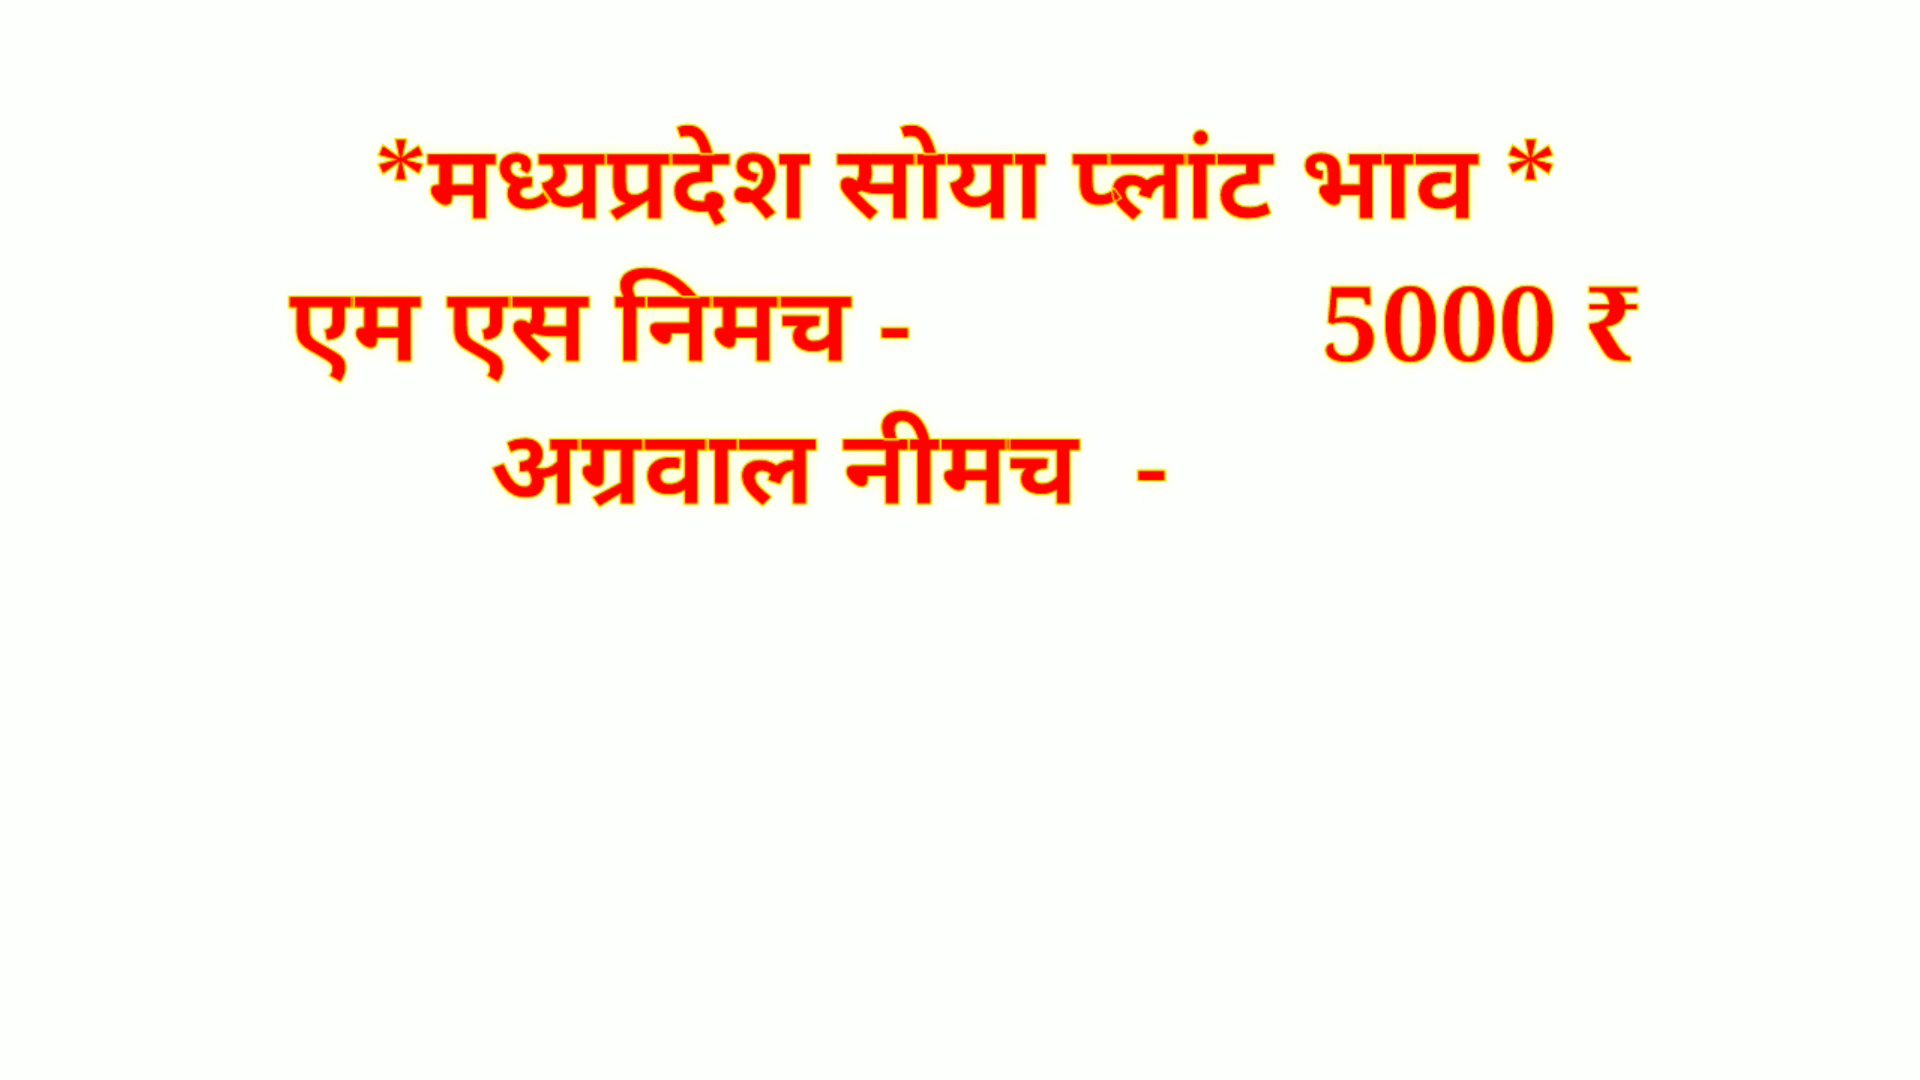 *मध्यप्रदेश सोया प्लांट भाव *
एम एस निमच - 5000 ₹
अग्रवाल नीमच -